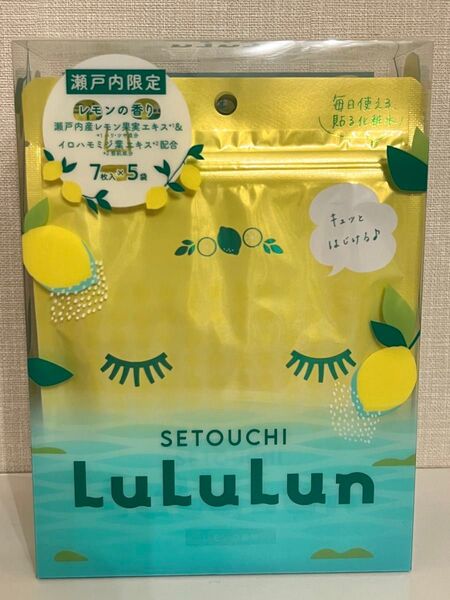 瀬戸内限定
レモンの香り
瀬戸内産レモン果実エキス*1&
イロハモミジ葉エキス*2配合
7枚入×5袋
毎日使える、
貼る化粧水
キュッと
はじける♪
SETOUCHI
LuLuLun